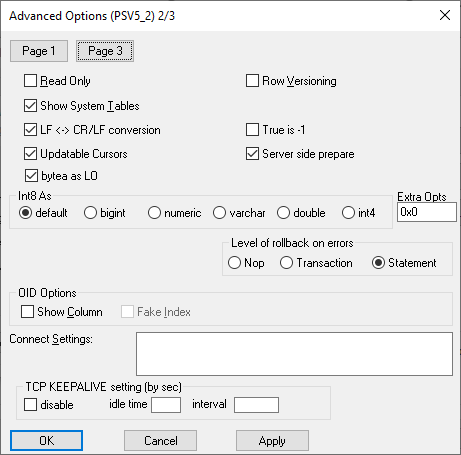 Advanced Options (PSV5_2) 2/3
Page 1 Page 3
Read Only Row Versioning
Show System Tables
LF <-> CR/LF conversion True is -1
Updatable Cursors Server side prepare
bytea as LO
Int8 As Extra Opts
default bigint numeric varchar double int4 0x0
Level of rollback on errors
Nop Transaction Statement
OID Options
Show Column Fake Index
Connect Settings:
TCP KEEPALIVE setting (by sec)
disable idle time interval
OK Cancel Apply